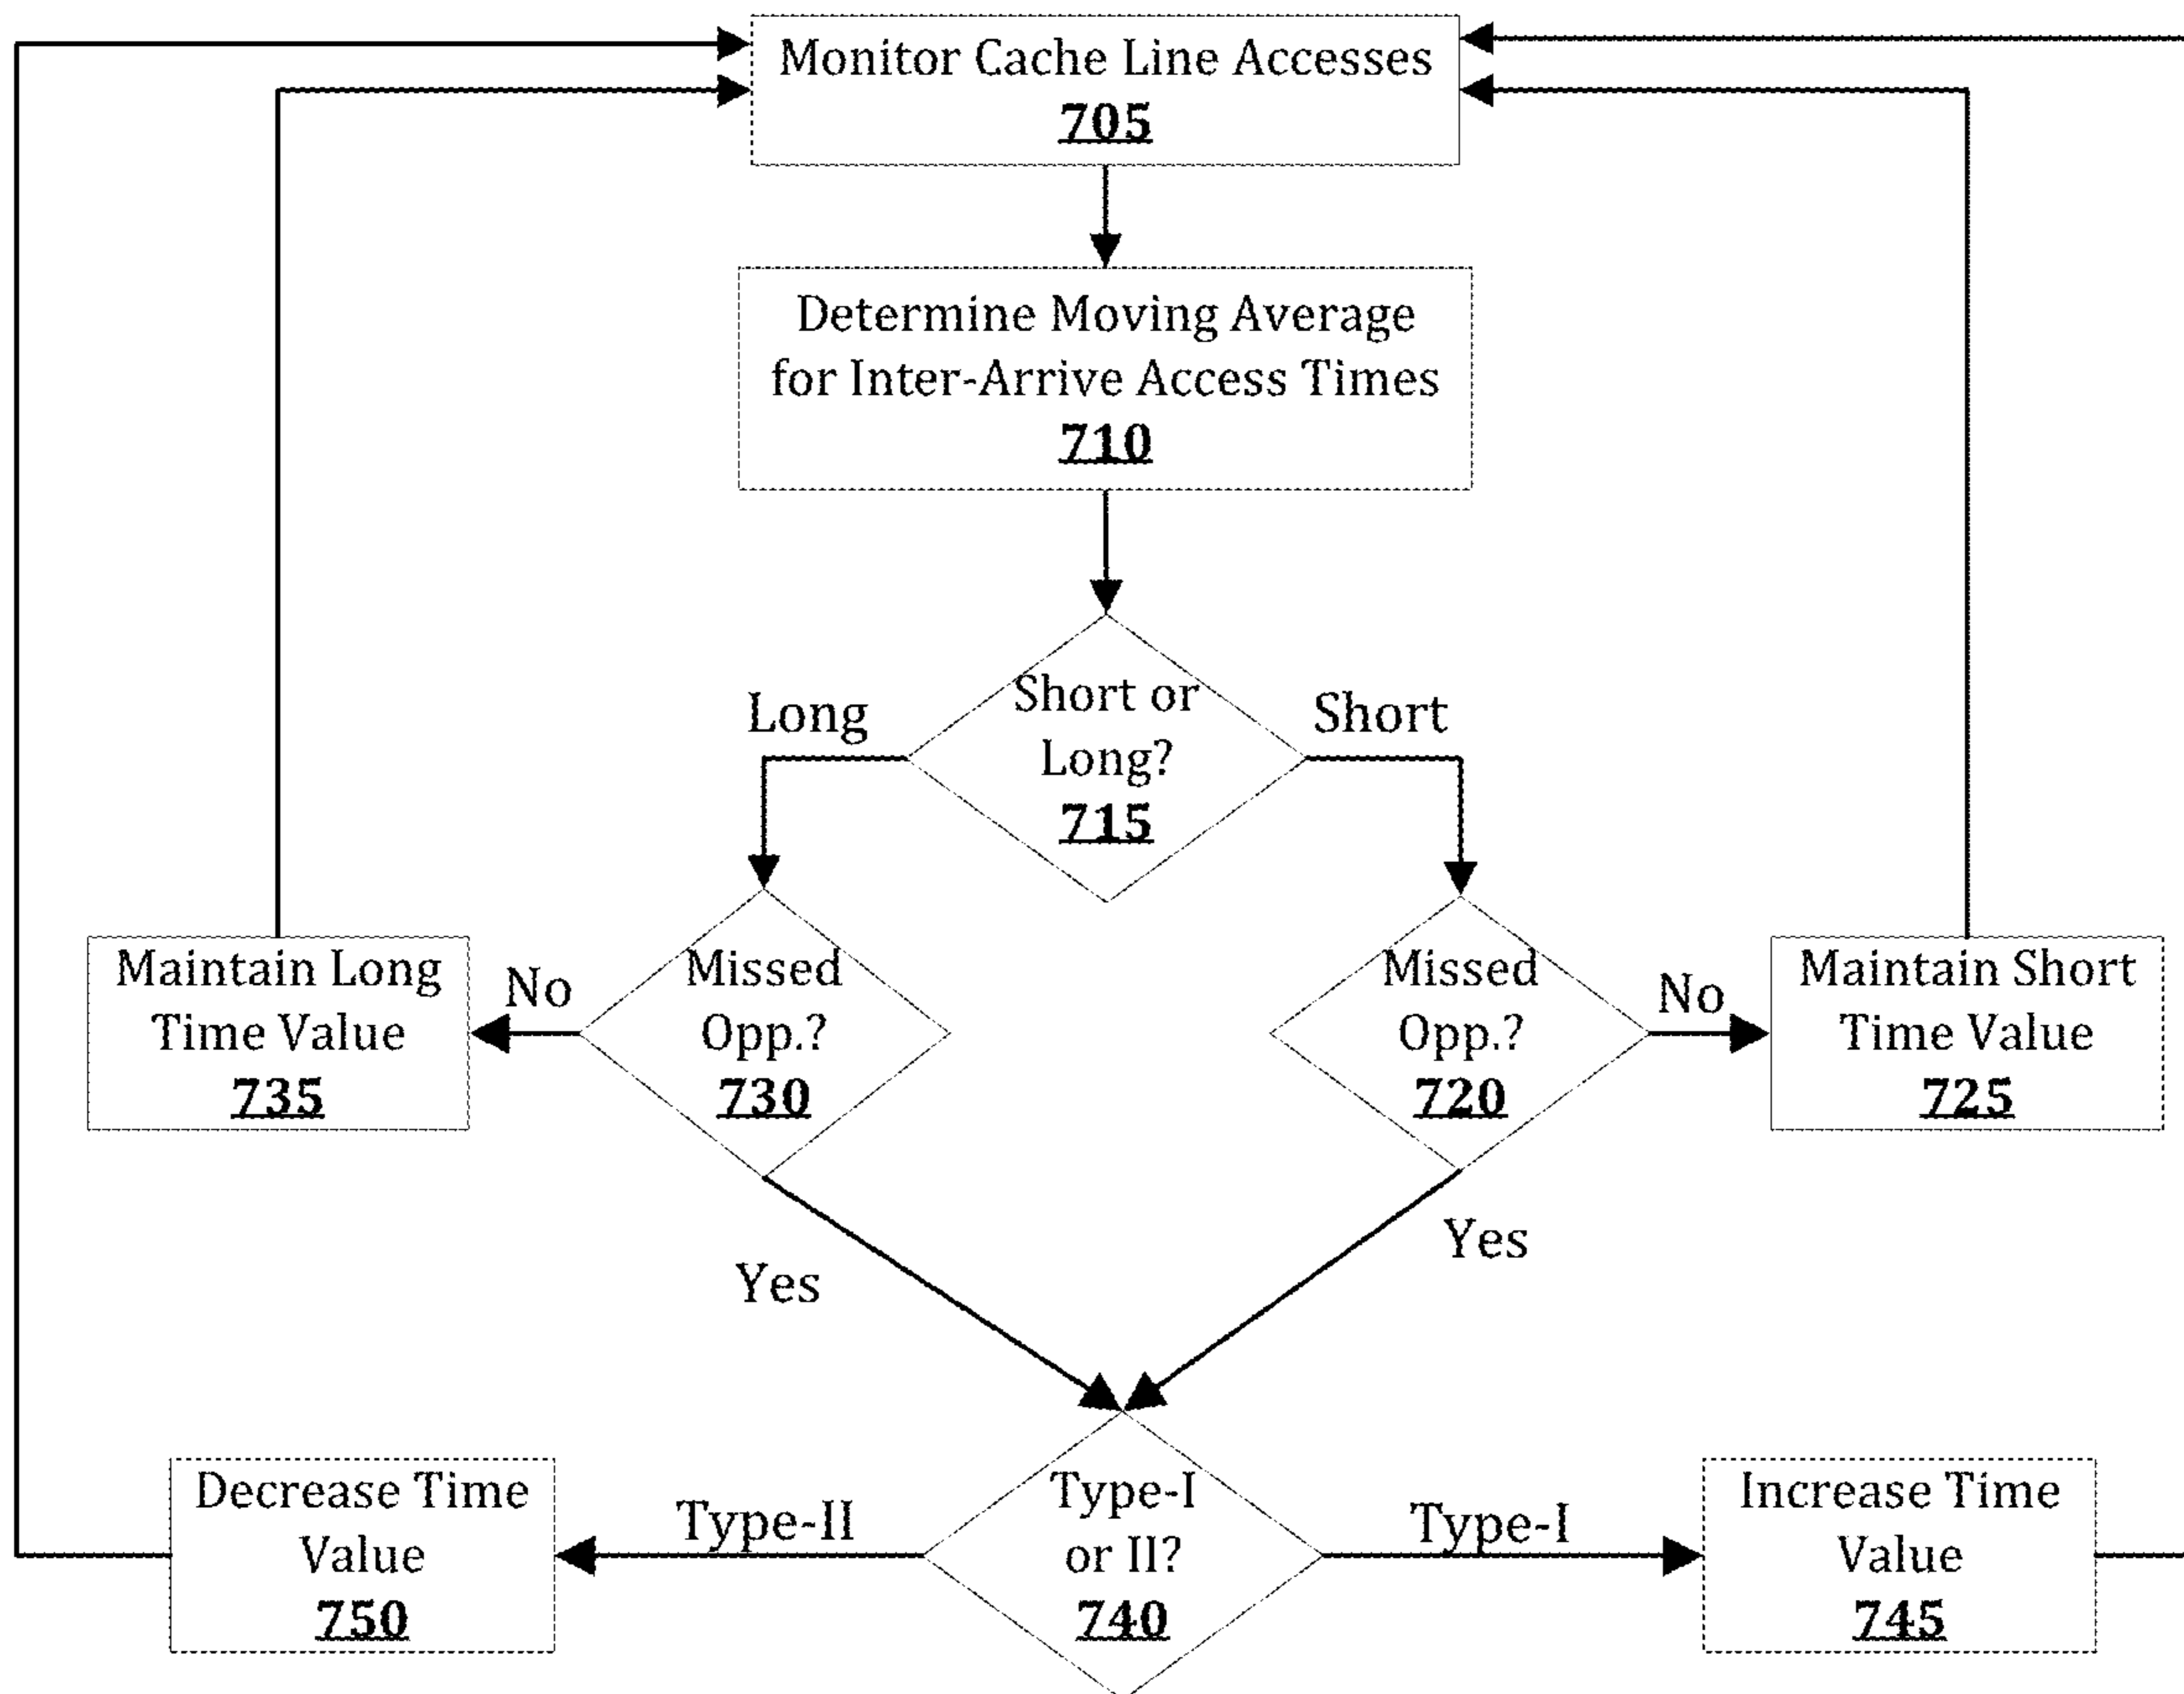 Monitor Cache Line Accesses
705
Determine Moving Average
for Inter-Arrive Access Times
710
Short or
Long?
715
Long
Short
Missed
Opp.?
730
No
Maintain Long
Time Value
735
Missed
Opp.?
720
No
Maintain Short
Time Value
725
Yes
Yes
Type-I
or II?
740
Type-II
Decrease Time
Value
750
Type-I
Increase Time
Value
745